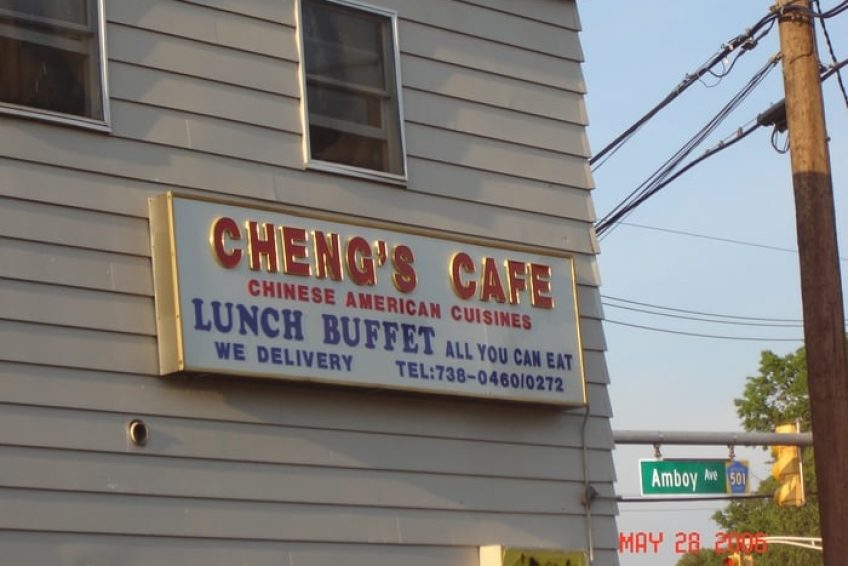 CHENG'S CAFE
CHINESE AMERICAN CUISINES
LUNCH BUFFET ALL YOU CAN EAT
WE DELIVERY TEL:738-0460/0272
Amboy Ave 501
MAY 28 2006